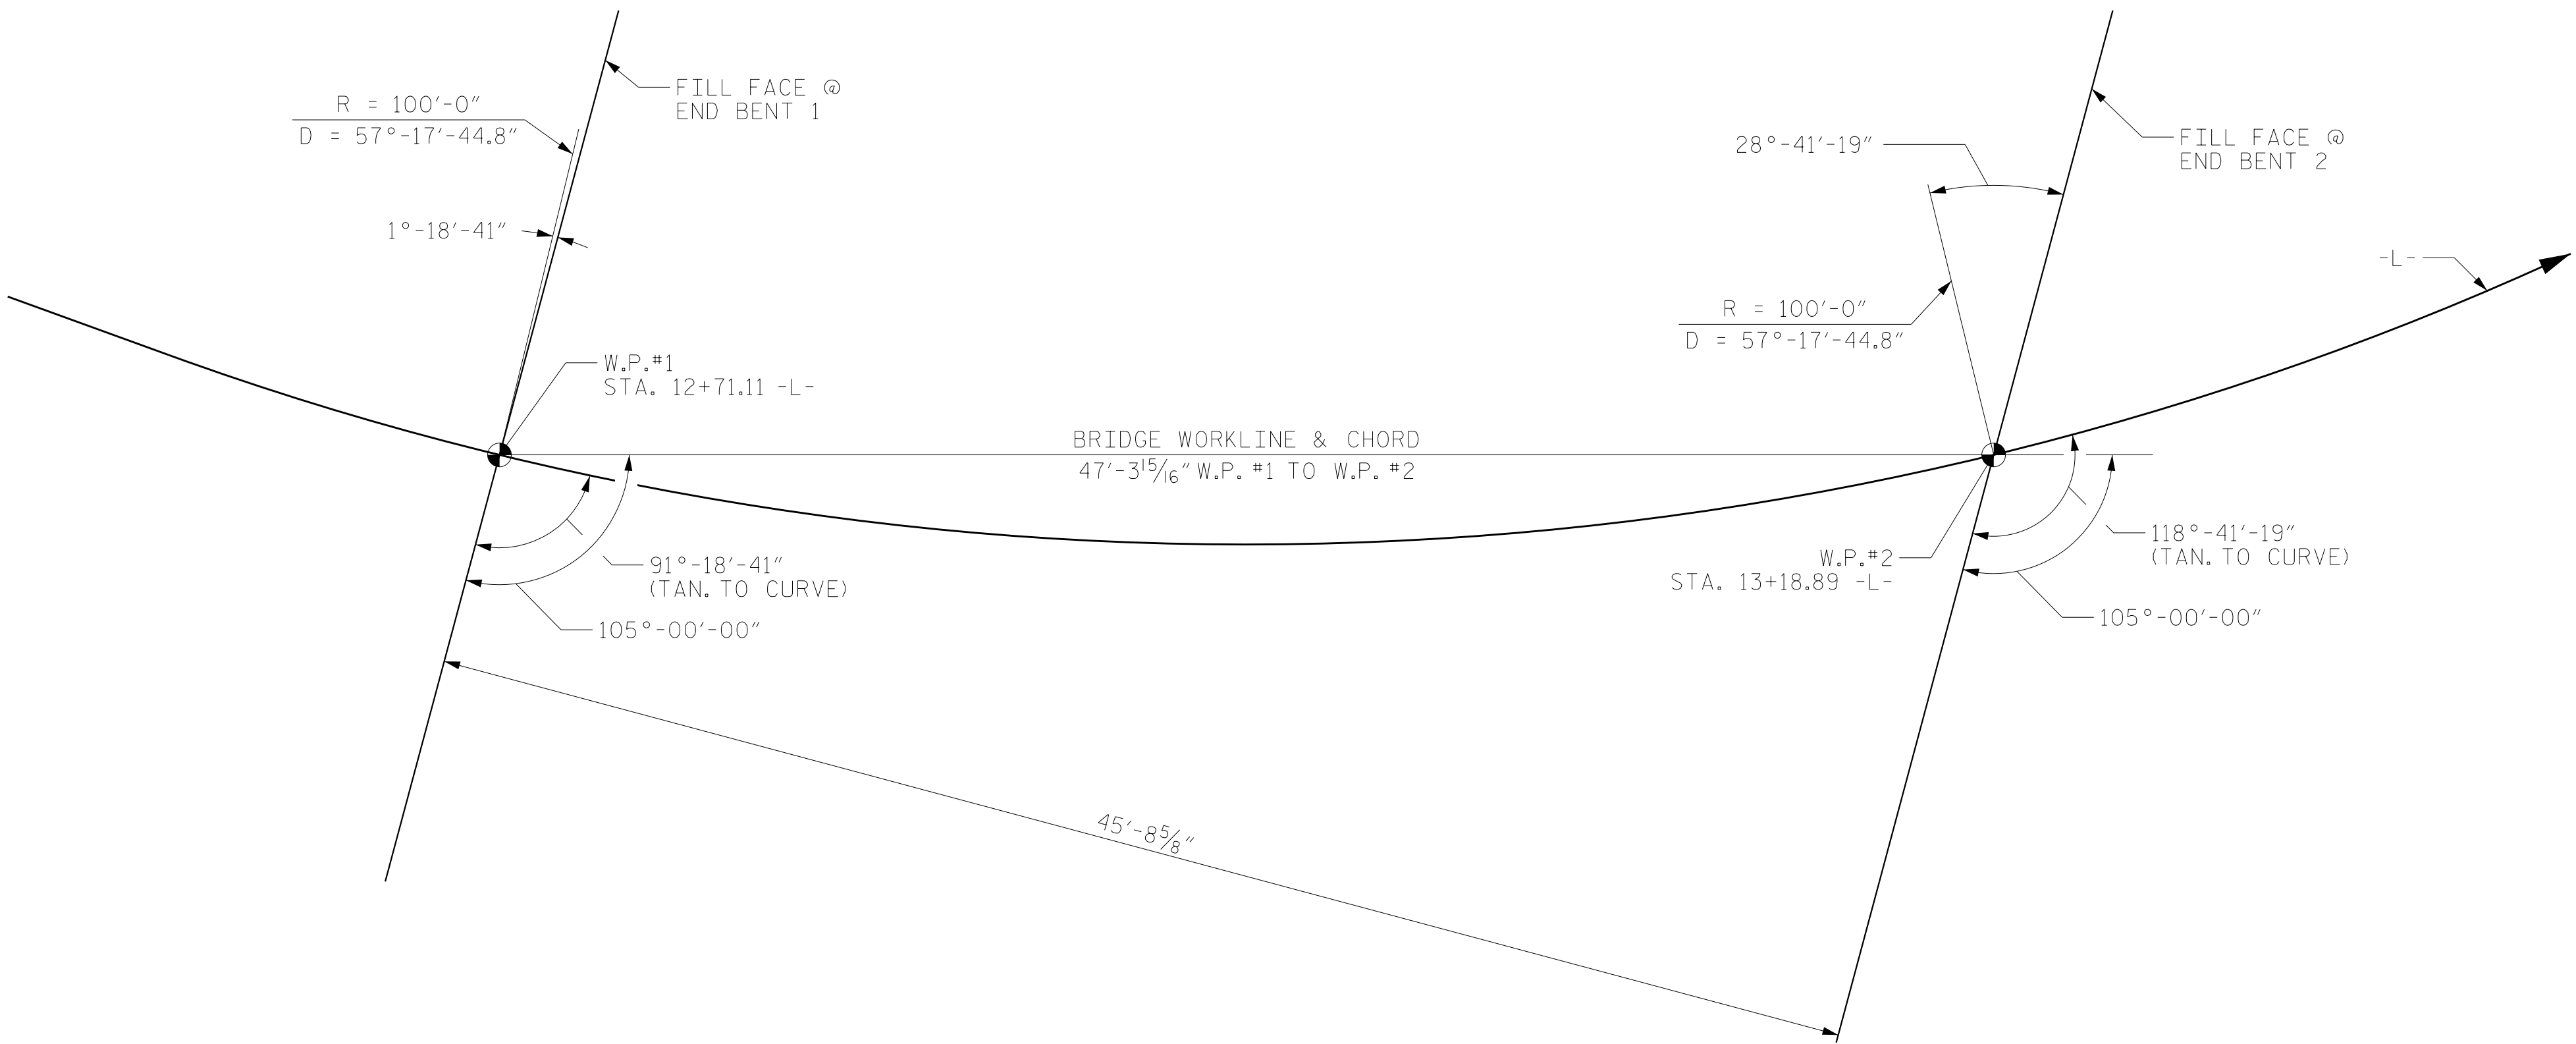 FILL FACE @
END BENT 1
R = 100'-0"
D = 57°-17'-44.8"
1°-18'-41"
28°-41'-19"
FILL FACE @
END BENT 2
-L-
R = 100'-0"
D = 57°-17'-44.8"
W.P.#1
STA. 12+71.11 -L-
BRIDGE WORKLINE & CHORD
47'-3 15/16" W.P. #1 TO W.P. #2
91°-18'-41"
(TAN. TO CURVE)
105°-00'-00"
W.P.#2
STA. 13+18.89 -L-
118°-41'-19"
(TAN. TO CURVE)
105°-00'-00"
45'-8 5/8"